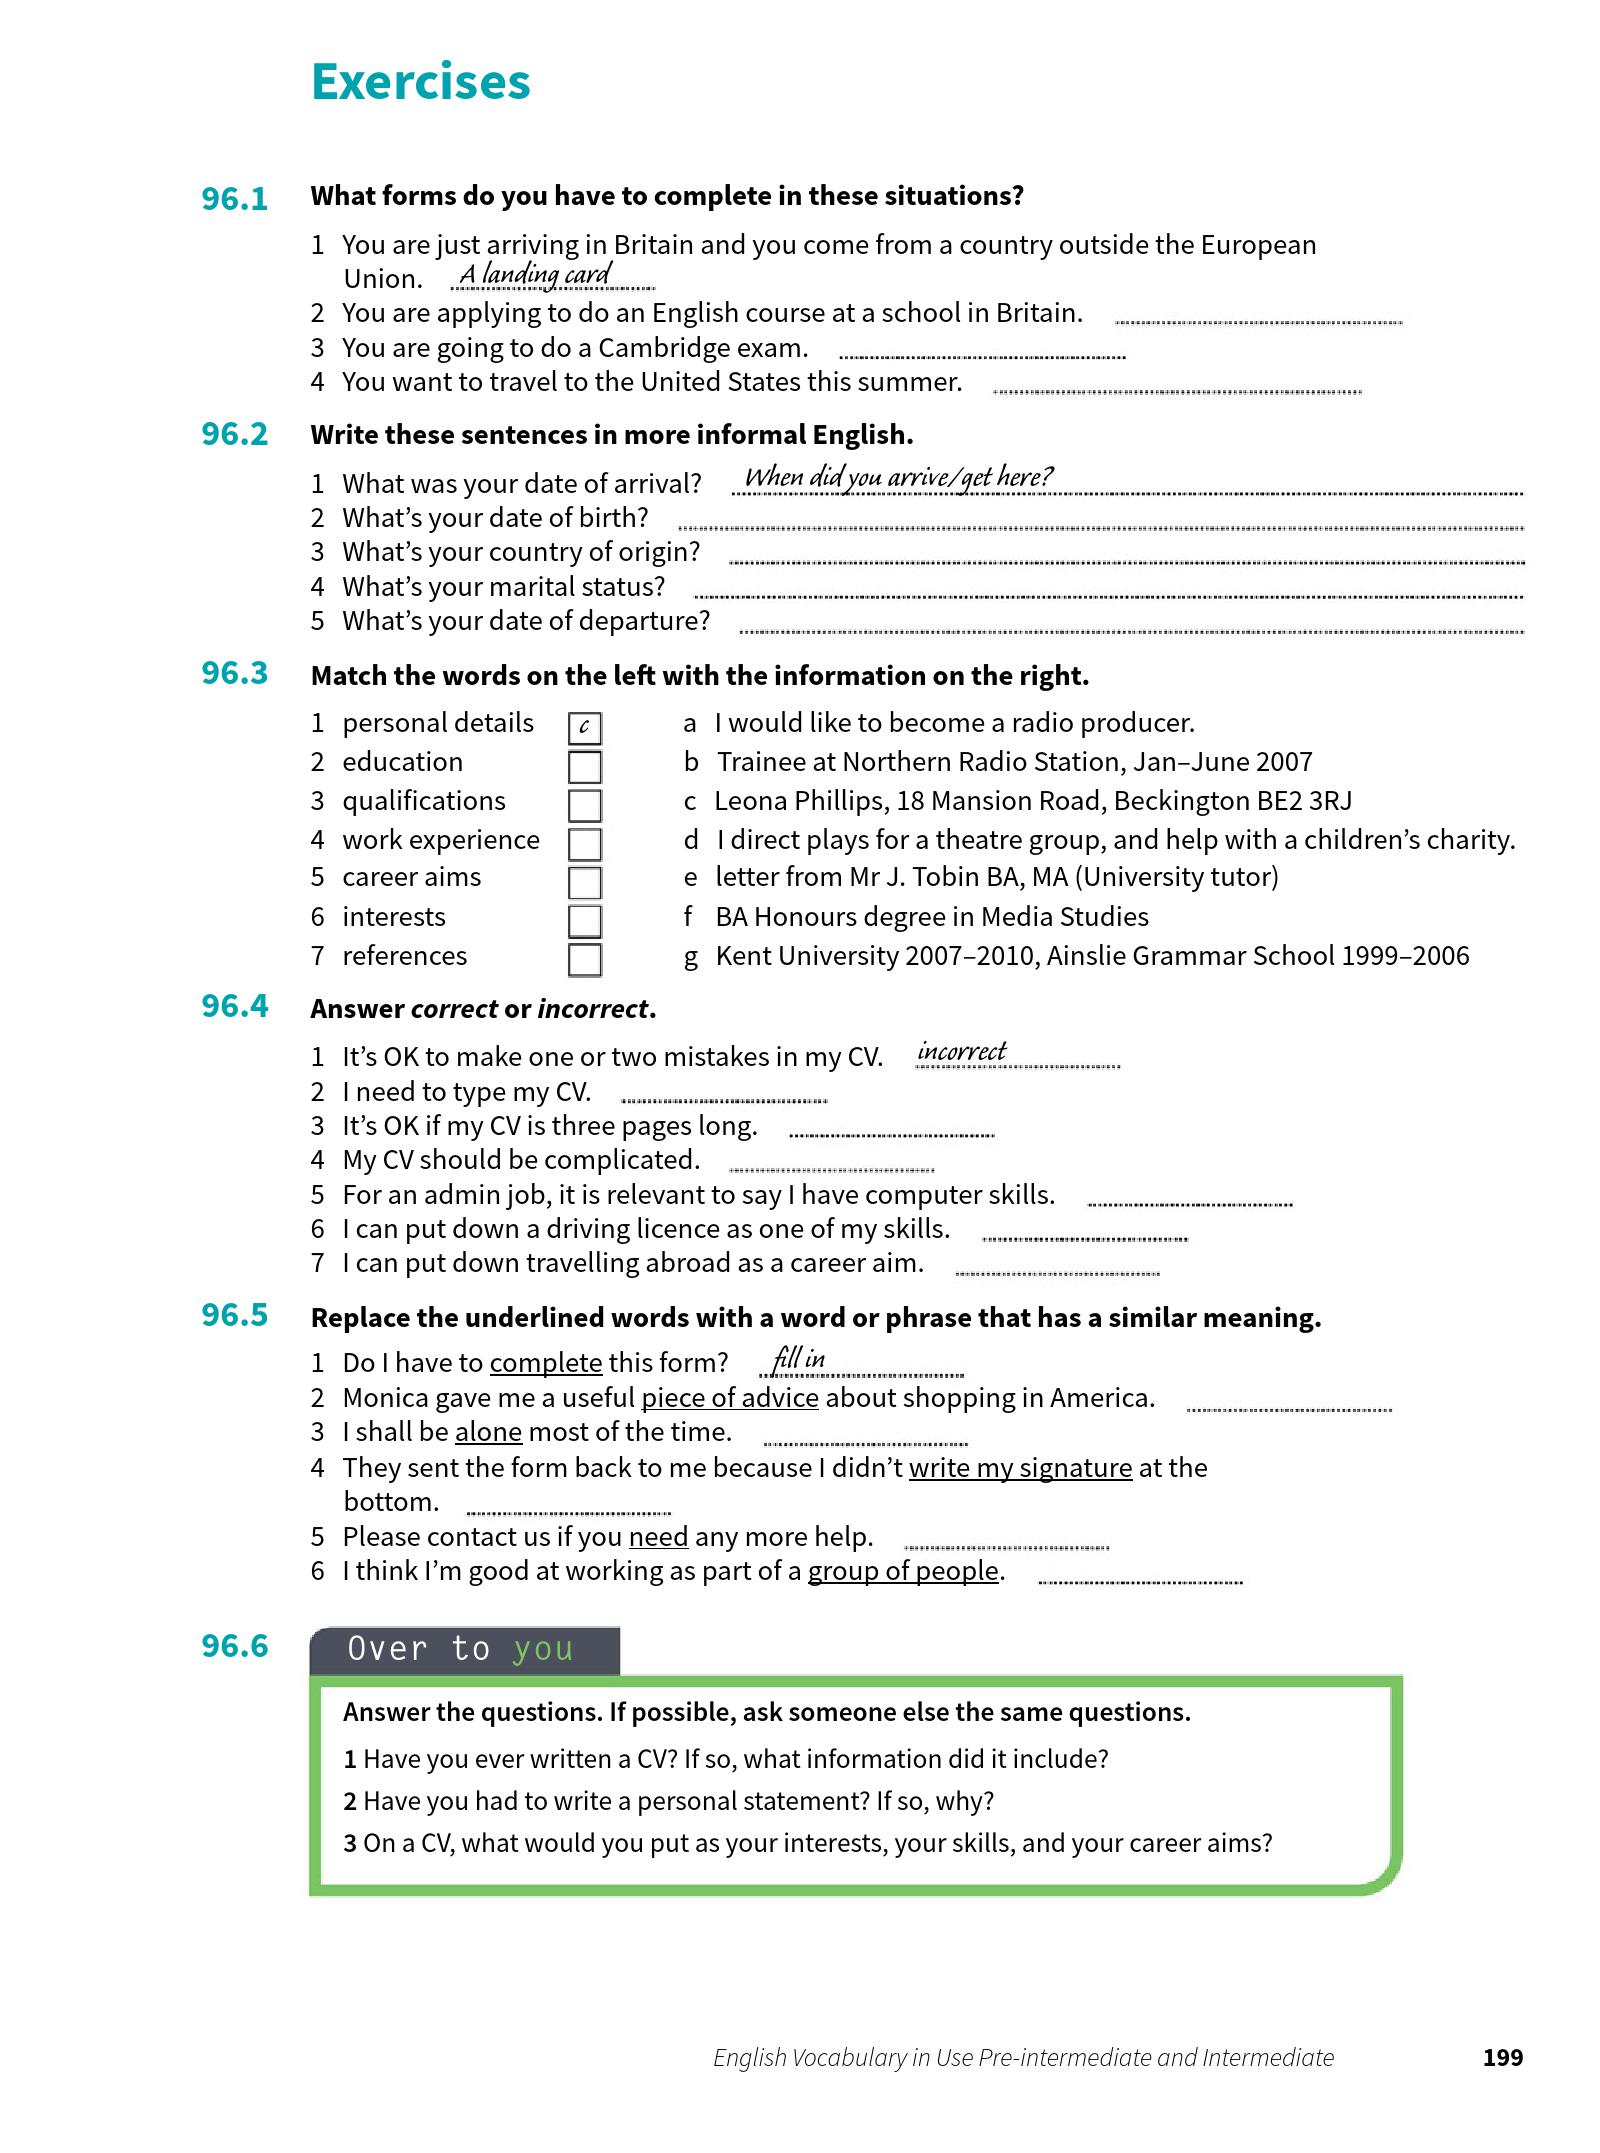 Exercises
96.1 What forms do you have to complete in these situations?
1 You are just arriving in Britain and you come from a country outside the European
Union. A landing card
2 You are applying to do an English course at a school in Britain.
3 You are going to do a Cambridge exam.
4 You want to travel to the United States this summer.
96.2 Write these sentences in more informal English.
1 What was your date of arrival? When did you arrive/get here?
2 What's your date of birth?
3 What's your country of origin?
4 What's your marital status?
5 What's your date of departure?
96.3 Match the words on the left with the information on the right.
1 personal details c a I would like to become a radio producer.
2 education b Trainee at Northern Radio Station, Jan–June 2007
3 qualifications c Leona Phillips, 18 Mansion Road, Beckington BE2 3RJ
4 work experience d I direct plays for a theatre group, and help with a children's charity.
5 career aims e letter from Mr J. Tobin BA, MA (University tutor)
6 interests f BA Honours degree in Media Studies
7 references g Kent University 2007–2010, Ainslie Grammar School 1999–2006
96.4 Answer correct or incorrect.
1 It's OK to make one or two mistakes in my CV. incorrect
2 I need to type my CV.
3 It's OK if my CV is three pages long.
4 My CV should be complicated.
5 For an admin job, it is relevant to say I have computer skills.
6 I can put down a driving licence as one of my skills.
7 I can put down travelling abroad as a career aim.
96.5 Replace the underlined words with a word or phrase that has a similar meaning.
1 Do I have to complete this form? fill in
2 Monica gave me a useful piece of advice about shopping in America.
3 I shall be alone most of the time.
4 They sent the form back to me because I didn't write my signature at the
bottom.
5 Please contact us if you need any more help.
6 I think I'm good at working as part of a group of people.
96.6 Over to you
Answer the questions. If possible, ask someone else the same questions.
1 Have you ever written a CV? If so, what information did it include?
2 Have you had to write a personal statement? If so, why?
3 On a CV, what would you put as your interests, your skills, and your career aims?
English Vocabulary in Use Pre-intermediate and Intermediate 199